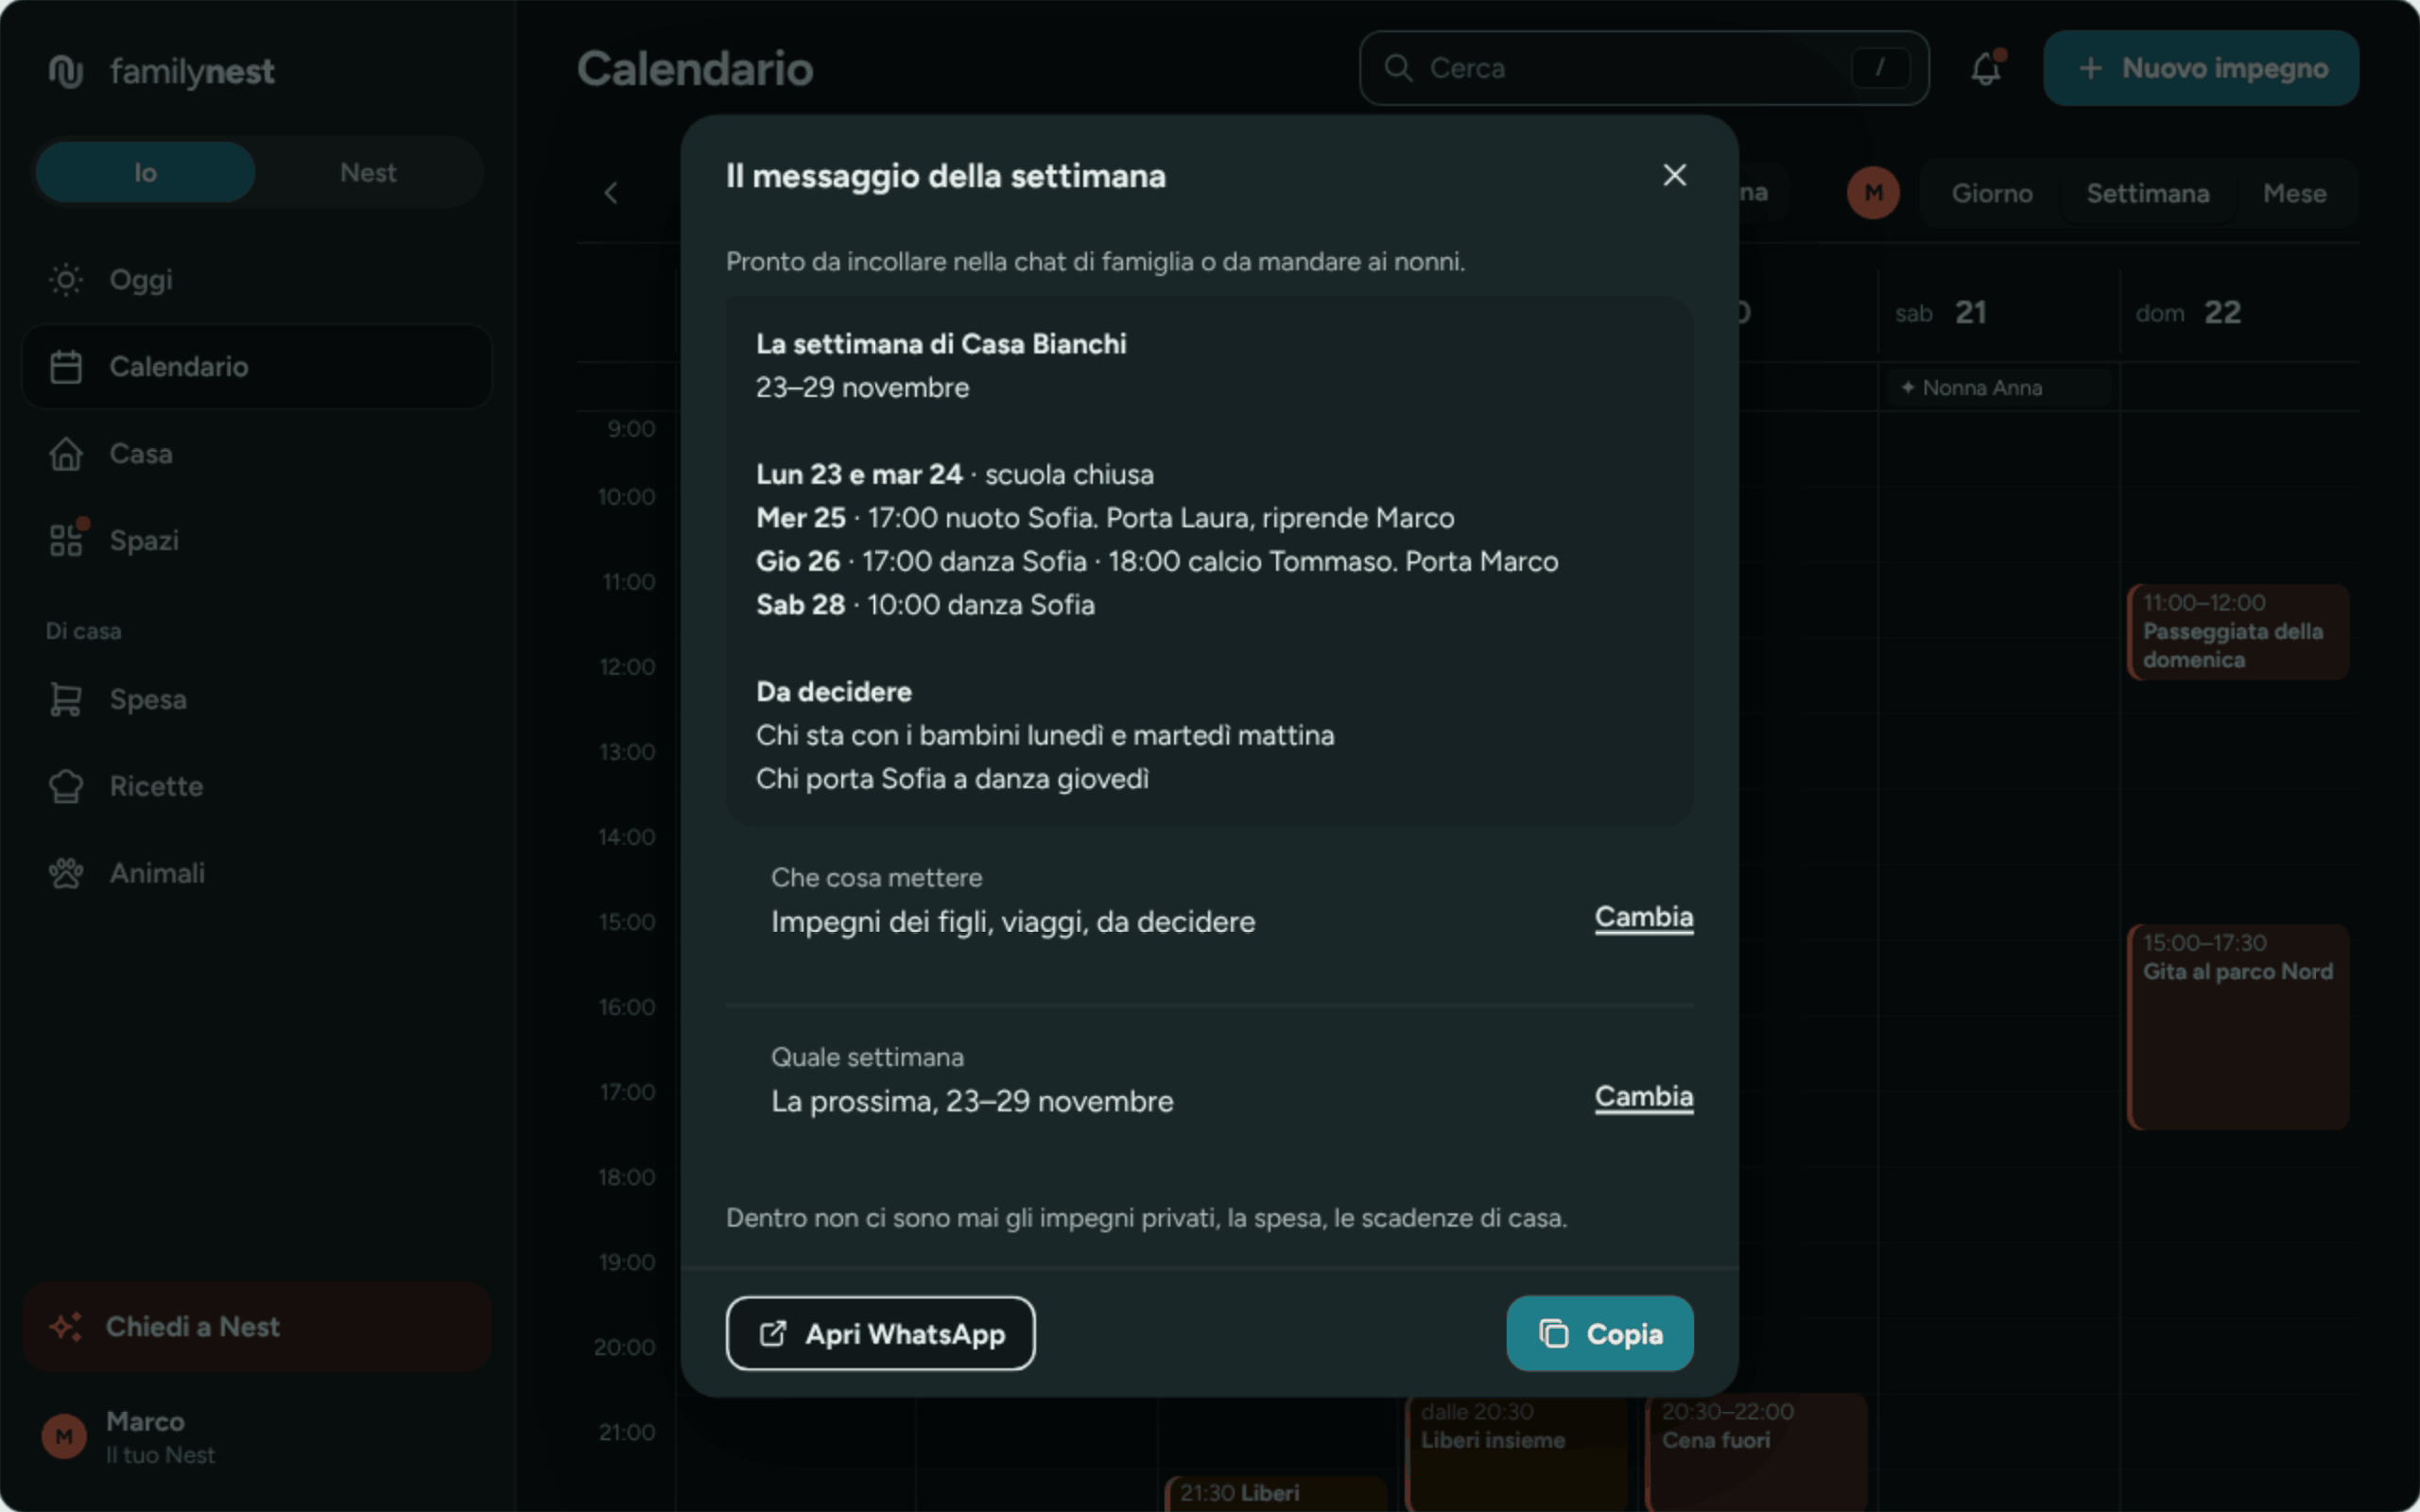 familynest
Io
Nest
Oggi
Calendario
Casa
Spazi
Di casa
Spesa
Ricette
Animali
Chiedi a Nest
M
Marco
Il tuo Nest
Calendario
Cerca
/
+ Nuovo impegno
M
Giorno
Settimana
Mese
sab 21
dom 22
✦ Nonna Anna
9:00
10:00
11:00
12:00
13:00
14:00
15:00
16:00
17:00
18:00
19:00
20:00
21:00
11:00–12:00
Passeggiata della
domenica
15:00–17:30
Gita al parco Nord
dalle 20:30
Liberi insieme
20:30–22:00
Cena fuori
21:30 Liberi
Il messaggio della settimana
Pronto da incollare nella chat di famiglia o da mandare ai nonni.
La settimana di Casa Bianchi
23–29 novembre
Lun 23 e mar 24 · scuola chiusa
Mer 25 · 17:00 nuoto Sofia. Porta Laura, riprende Marco
Gio 26 · 17:00 danza Sofia · 18:00 calcio Tommaso. Porta Marco
Sab 28 · 10:00 danza Sofia
Da decidere
Chi sta con i bambini lunedì e martedì mattina
Chi porta Sofia a danza giovedì
Che cosa mettere
Impegni dei figli, viaggi, da decidere
Cambia
Quale settimana
La prossima, 23–29 novembre
Cambia
Dentro non ci sono mai gli impegni privati, la spesa, le scadenze di casa.
Apri WhatsApp
Copia